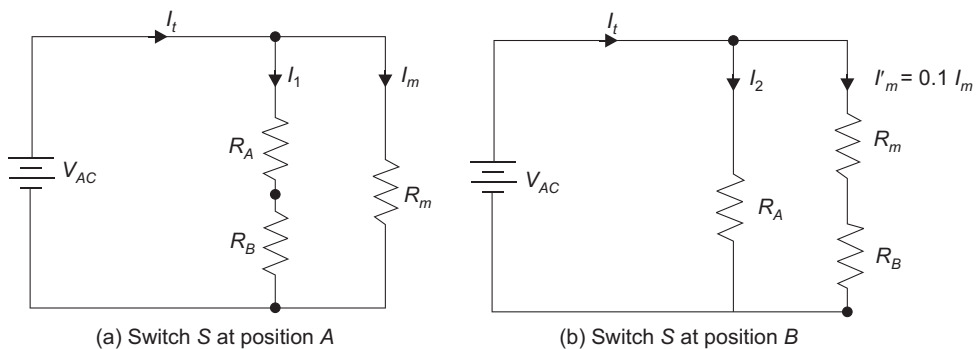 I_t
I_1
I_m
R_A
V_AC
R_m
R_B
(a) Switch S at position A
I_t
I_2
I'_m = 0.1 I_m
R_m
V_AC
R_A
R_B
(b) Switch S at position B